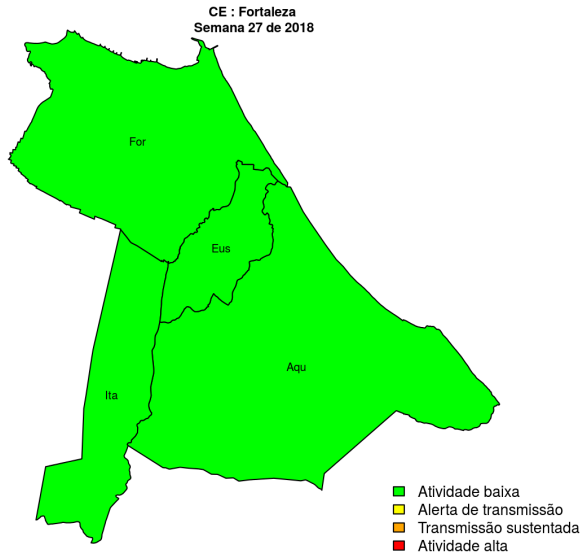 CE : Fortaleza
Semana 27 de 2018
For
Eus
Aqu
Ita
Atividade baixa
Alerta de transmissão
Transmissão sustentada
Atividade alta